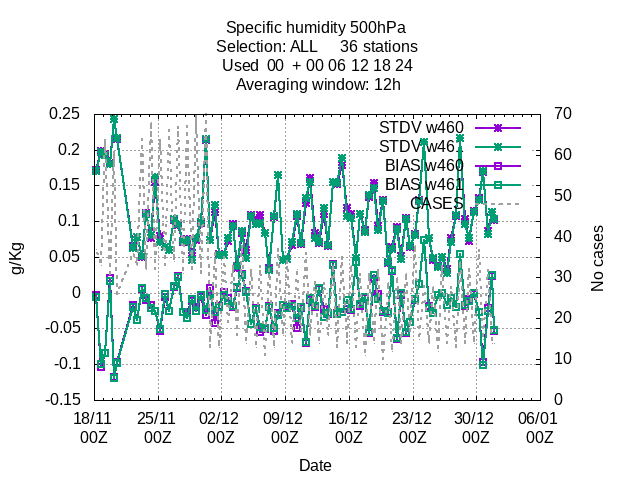 Specific humidity 500hPa
Selection: ALL 36 stations
Used 00 + 00 06 12 18 24
Averaging window: 12h
0.25
0.2
0.15
0.1
0.05
0
-0.05
-0.1
-0.15
g/Kg
70
60
50
40
30
20
10
0
No cases
STDV w460
STDV w461
BIAS w460
BIAS w461
CASES
18/11 25/11 02/12 09/12 16/12 23/12 30/12 06/01
00Z 00Z 00Z 00Z 00Z 00Z 00Z 00Z
Date